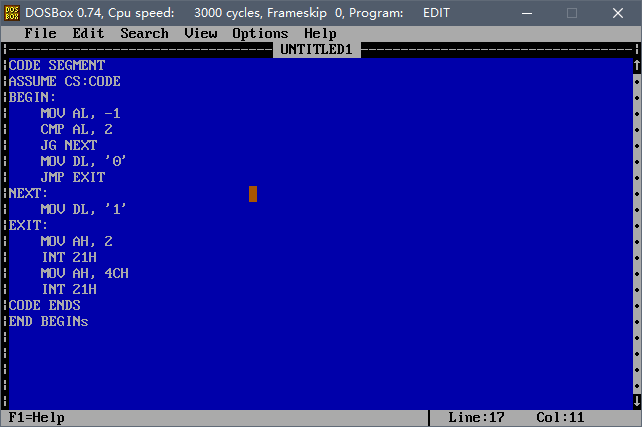 DOS BOX DOSBox 0.74, Cpu speed: 3000 cycles, Frameskip 0, Program: EDIT
File Edit Search View Options Help
UNTITLED1
CODE SEGMENT
ASSUME CS:CODE
BEGIN:
MOV AL, -1
CMP AL, 2
JG NEXT
MOV DL, '0'
JMP EXIT
NEXT:
MOV DL, '1'
EXIT:
MOV AH, 2
INT 21H
MOV AH, 4CH
INT 21H
CODE ENDS
END BEGINs
F1=Help Line:17 Col:11